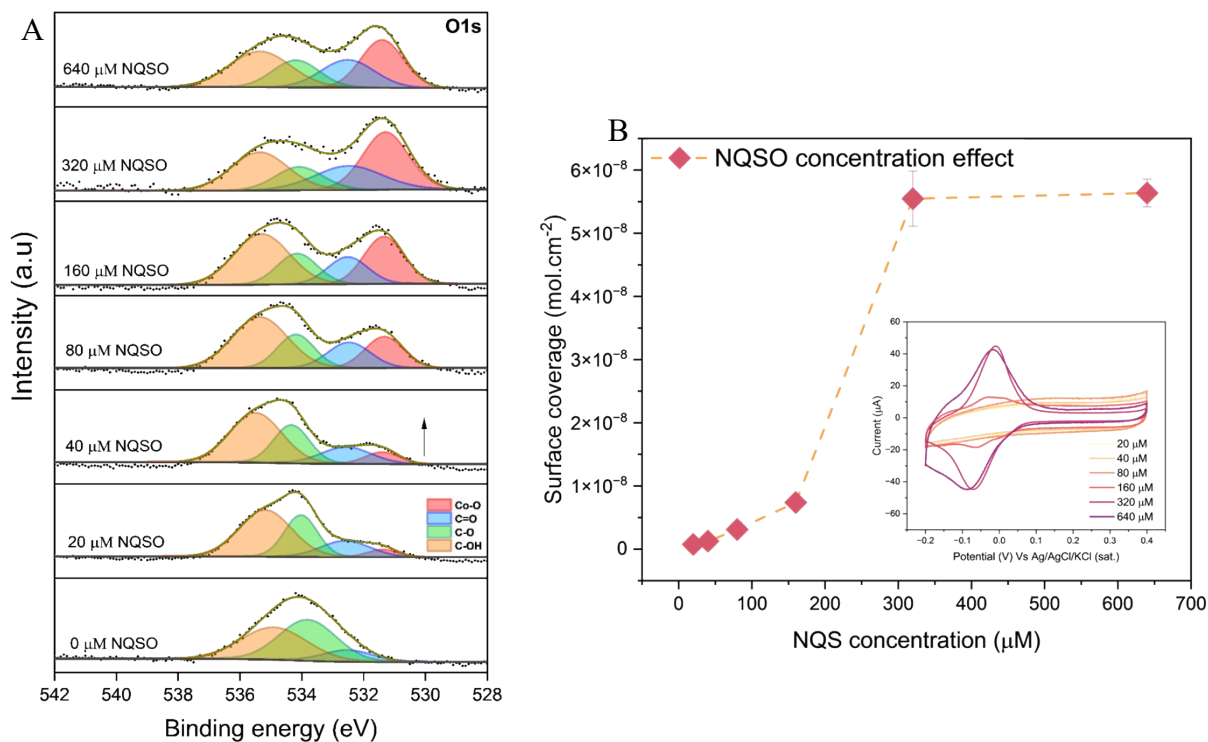 A
O1s
640 μM NQSO
320 μM NQSO
160 μM NQSO
80 μM NQSO
40 μM NQSO
20 μM NQSO
0 μM NQSO
Co-O
C=O
C-O
C-OH
Intensity (a.u)
542 540 538 536 534 532 530 528
Binding energy (eV)
B
NQSO concentration effect
6×10⁻⁸
5×10⁻⁸
4×10⁻⁸
3×10⁻⁸
2×10⁻⁸
1×10⁻⁸
0
Surface coverage (mol.cm⁻²)
0 100 200 300 400 500 600 700
NQS concentration (μM)
60
40
20
0
−20
−40
−60
Current (μA)
20 μM
40 μM
80 μM
160 μM
320 μM
640 μM
−0.2 −0.1 0.0 0.1 0.2 0.3 0.4
Potential (V) Vs Ag/AgCl/KCl (sat.)